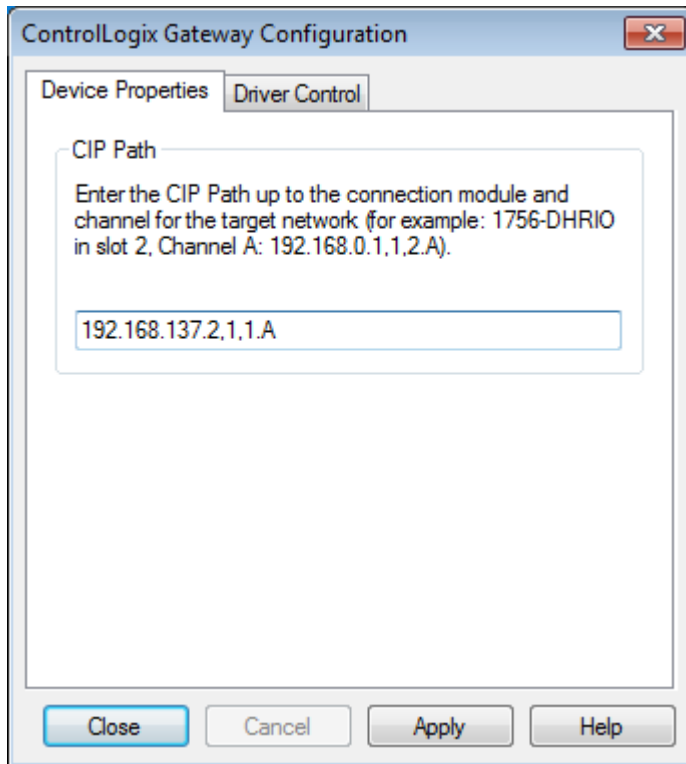 ControlLogix Gateway Configuration
Device Properties Driver Control
CIP Path
Enter the CIP Path up to the connection module and
channel for the target network (for example: 1756-DHRIO
in slot 2, Channel A: 192.168.0.1,1,2.A).
192.168.137.2,1,1.A
Close Cancel Apply Help